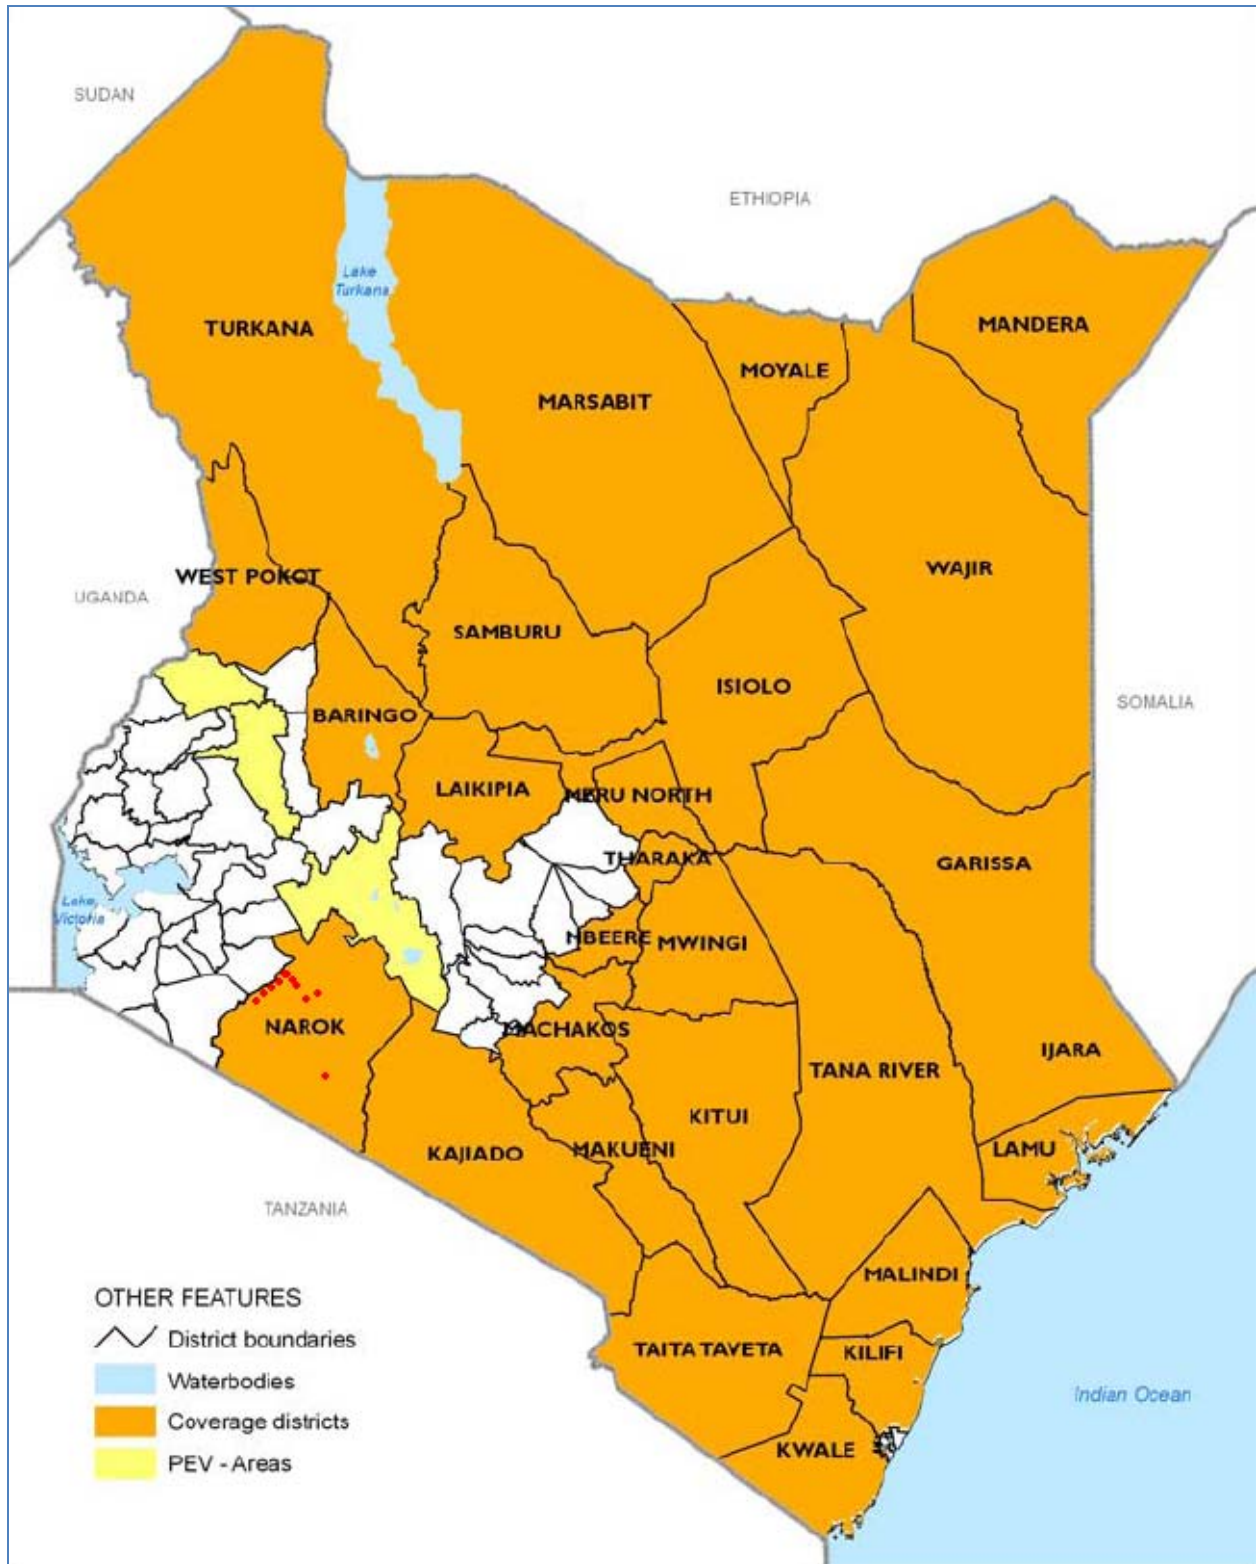 SUDAN
ETHIOPIA
Lake
Turkana
TURKANA
MANDERA
MOYALE
MARSABIT
WAJIR
WEST POKOT
UGANDA
SAMBURU
ISIOLO
SOMALIA
BARINGO
LAIKIPIA
MERU NORTH
THARAKA
GARISSA
Lake
Victoria
MBEERE
MWINGI
NAROK
MACHAKOS
IJARA
TANA RIVER
KITUI
LAMU
MAKUENI
KAJIADO
TANZANIA
MALINDI
OTHER FEATURES
District boundaries
TAITA TAVETA
KILIFI
Waterbodies
Indian Ocean
Coverage districts
KWALE
PEV - Areas